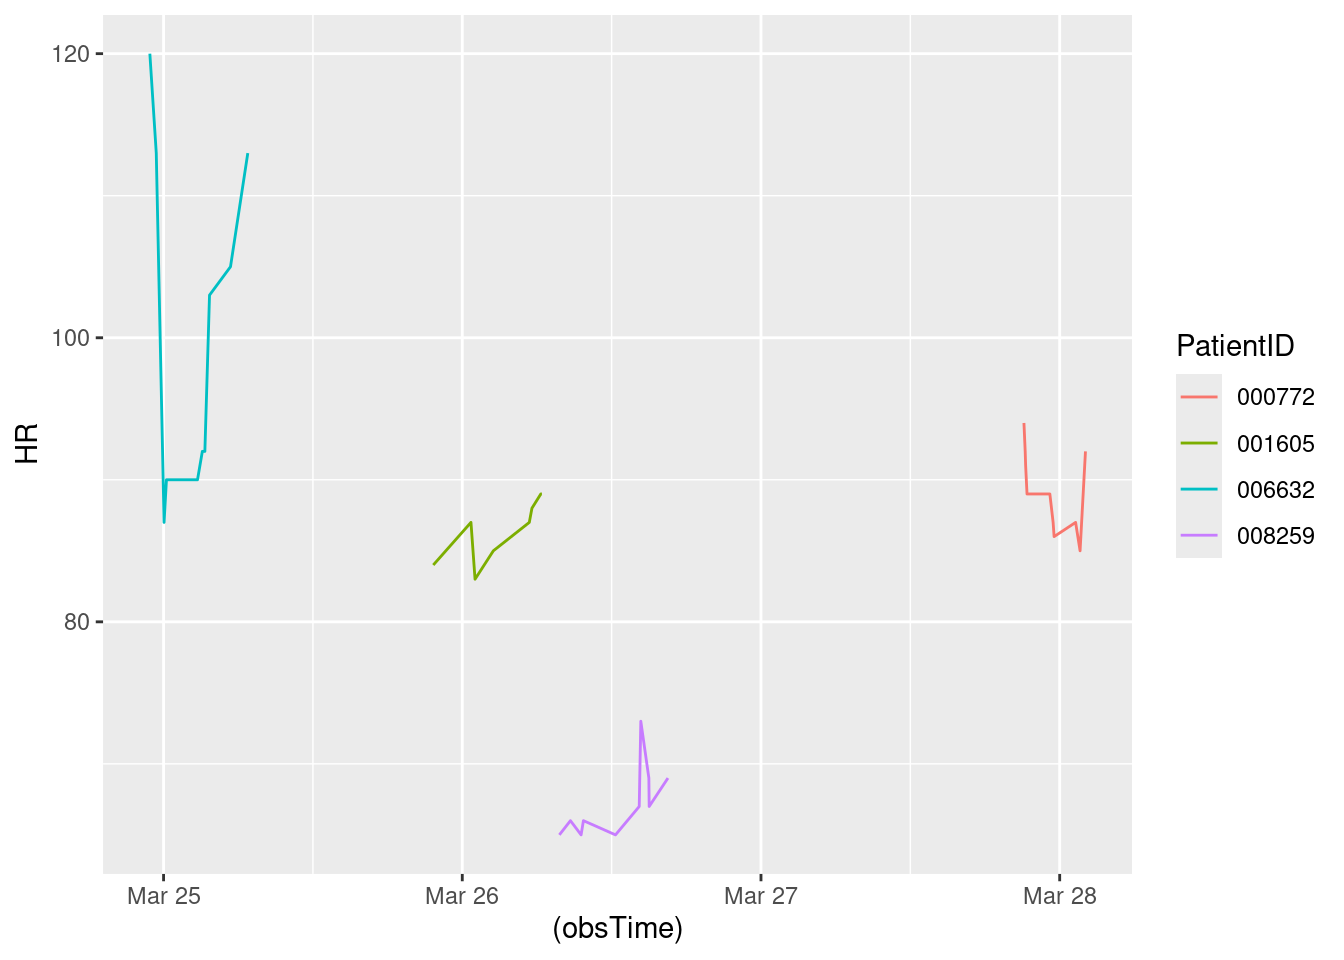 120
100
80
HR
Mar 25
Mar 26
Mar 27
Mar 28
(obsTime)
PatientID
000772
001605
006632
008259